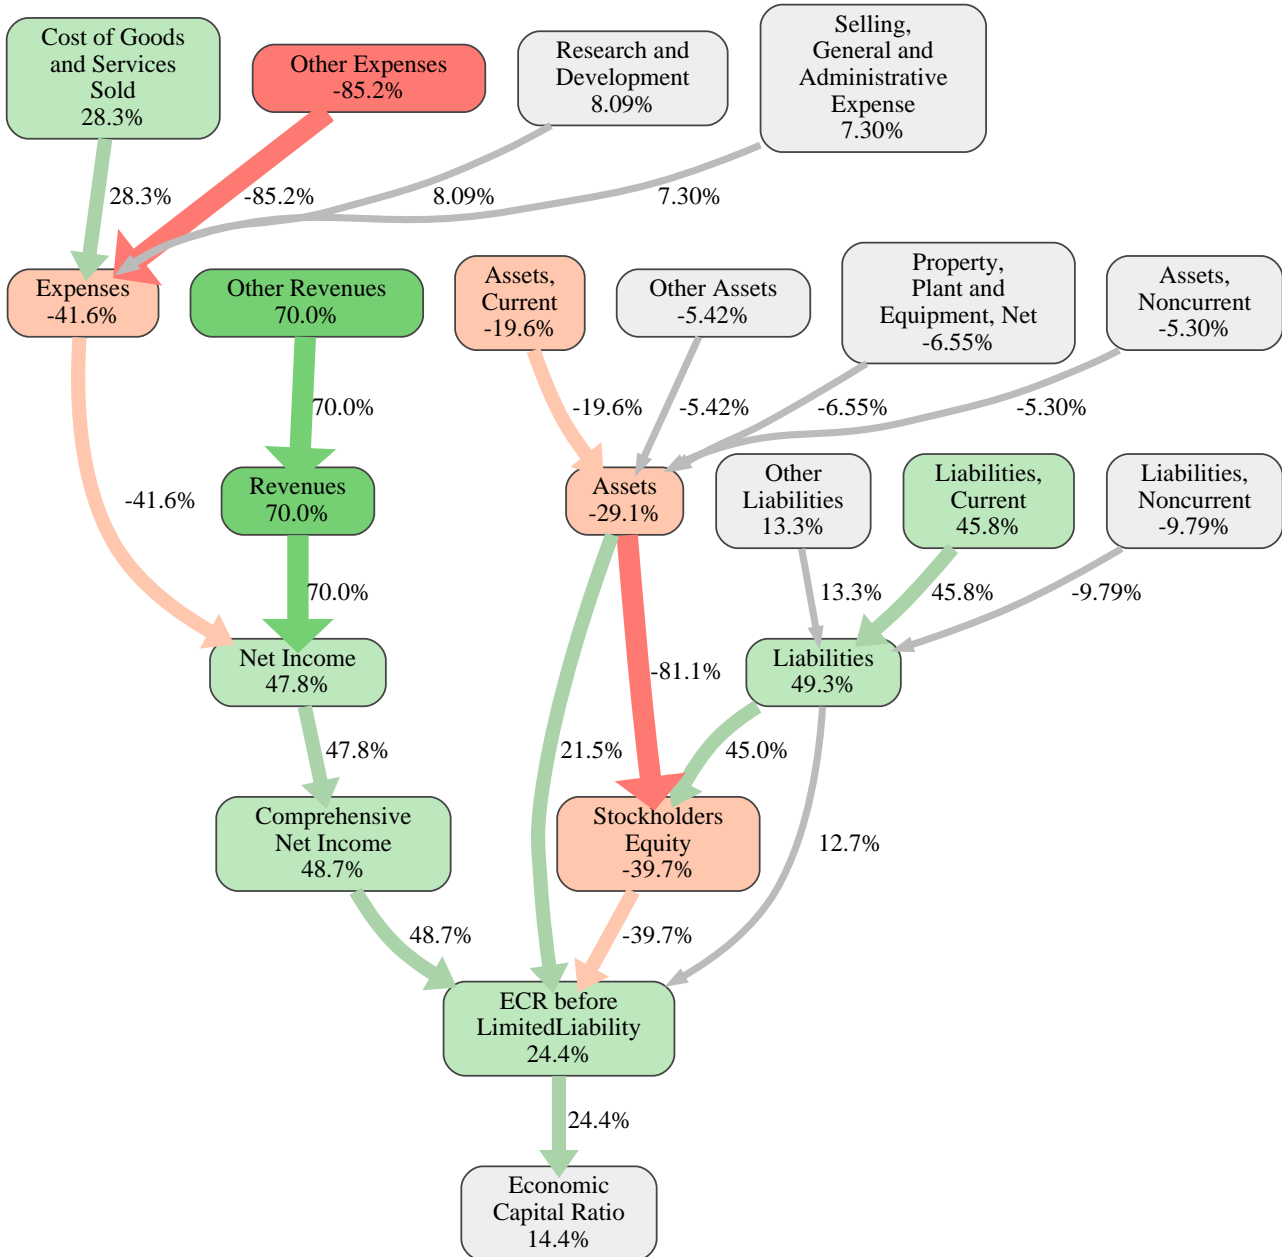 Cost of Goods
and Services
Sold
28.3%
Other Expenses
-85.2%
Research and
Development
8.09%
Selling,
General and
Administrative
Expense
7.30%
28.3%
-85.2%
8.09%
7.30%
Expenses
-41.6%
Other Revenues
70.0%
Assets,
Current
-19.6%
Other Assets
-5.42%
Property,
Plant and
Equipment, Net
-6.55%
Assets,
Noncurrent
-5.30%
70.0%
-19.6%
-5.42%
-6.55%
-5.30%
-41.6%
Revenues
70.0%
Assets
-29.1%
Other
Liabilities
13.3%
Liabilities,
Current
45.8%
Liabilities,
Noncurrent
-9.79%
70.0%
13.3%
45.8%
-9.79%
Net Income
47.8%
-81.1%
Liabilities
49.3%
47.8%
21.5%
45.0%
Comprehensive
Net Income
48.7%
Stockholders
Equity
-39.7%
12.7%
48.7%
-39.7%
ECR before
LimitedLiability
24.4%
24.4%
Economic
Capital Ratio
14.4%